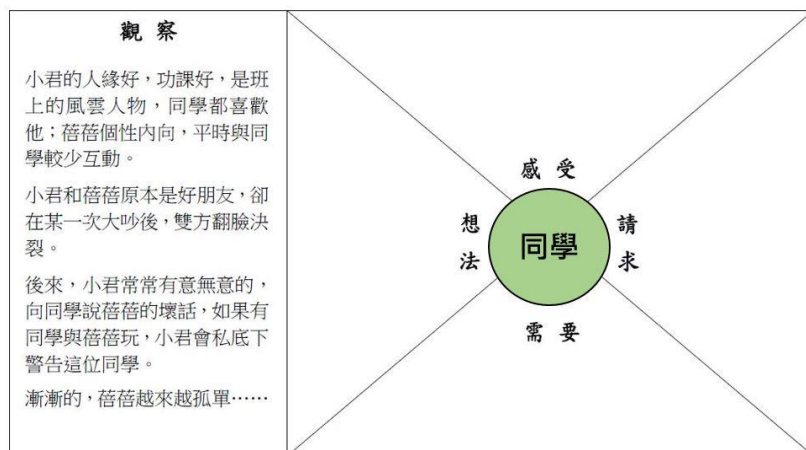 觀察
小君的人緣好，功課好，是班
上的風雲人物，同學都喜歡
他；蓓蓓個性內向，平時與同
學較少互動。
小君和蓓蓓原本是好朋友，卻
在某一次大吵後，雙方翻臉決
裂。
後來，小君常常有意無意的，
向同學說蓓蓓的壞話，如果有
同學與蓓蓓玩，小君會私底下
警告這位同學。
漸漸的，蓓蓓越來越孤單……
感受
想法
同學
請求
需要